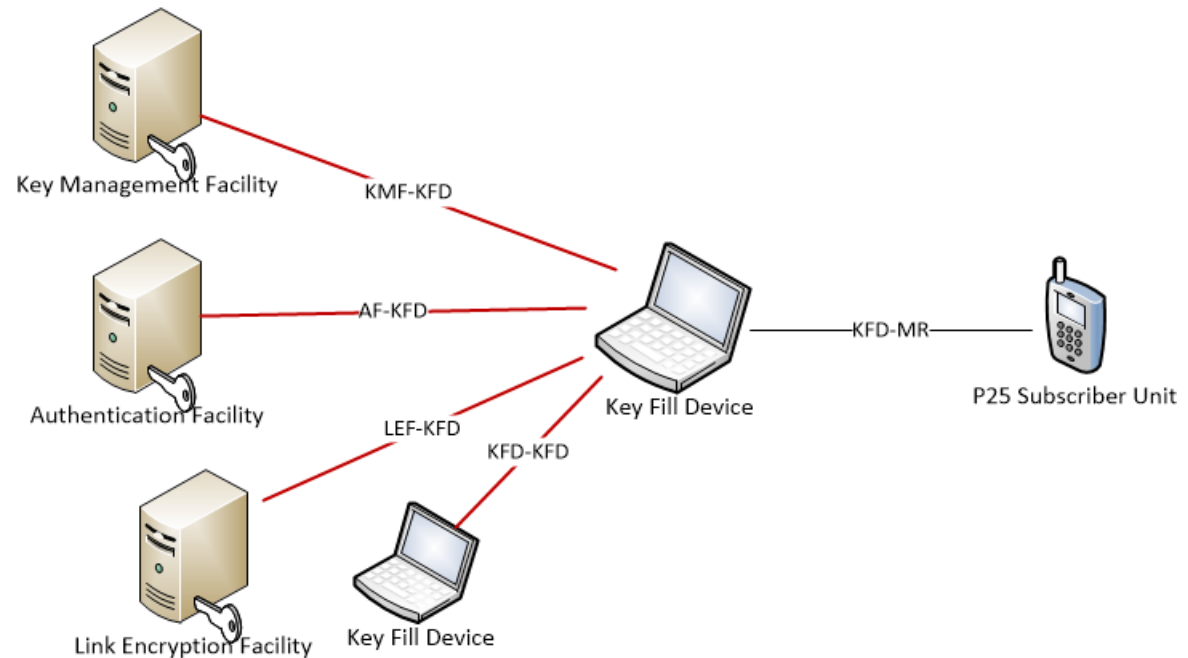 Key Management Facility
KMF-KFD
Authentication Facility
AF-KFD
Key Fill Device
KFD-MR
P25 Subscriber Unit
LEF-KFD
KFD-KFD
Link Encryption Facility
Key Fill Device